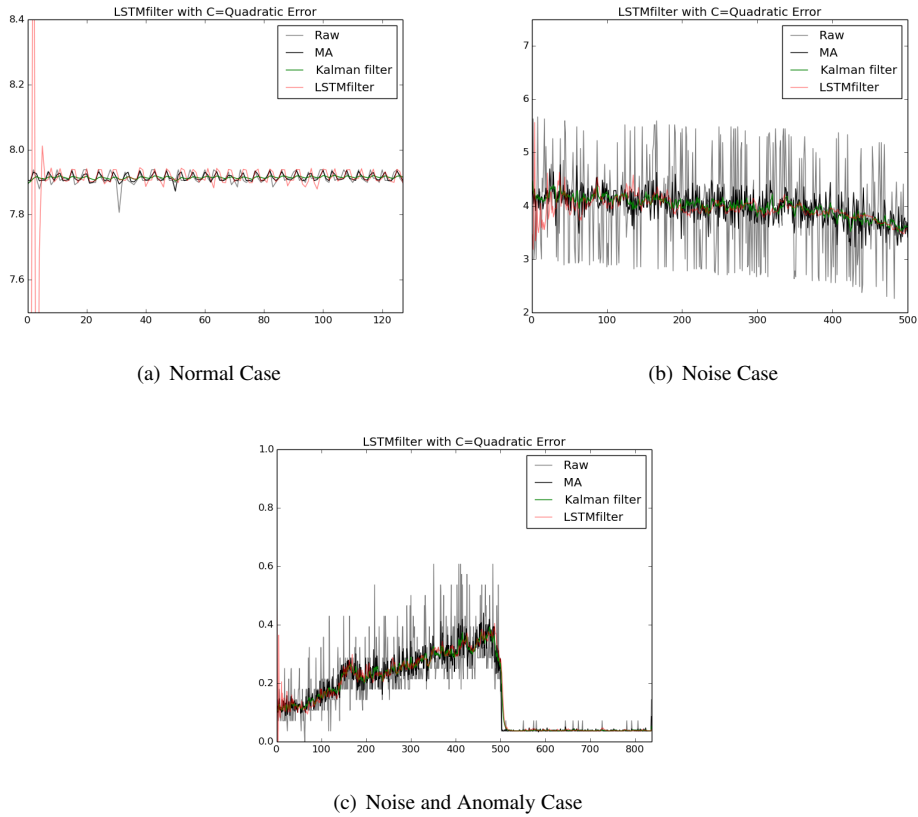 LSTMfilter with C=Quadratic Error
8.4
8.2
8.0
7.8
7.6
0 20 40 60 80 100 120
Raw
MA
Kalman filter
LSTMfilter
(a) Normal Case
LSTMfilter with C=Quadratic Error
7
6
5
4
3
2
0 100 200 300 400 500
Raw
MA
Kalman filter
LSTMfilter
(b) Noise Case
LSTMfilter with C=Quadratic Error
1.0
0.8
0.6
0.4
0.2
0.0
0 100 200 300 400 500 600 700 800
Raw
MA
Kalman filter
LSTMfilter
(c) Noise and Anomaly Case